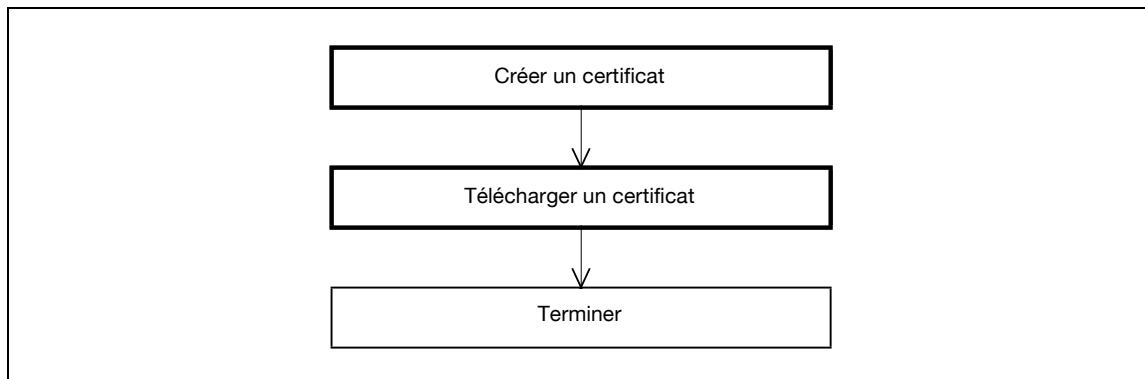 Créer un certificat
Télécharger un certificat
Terminer